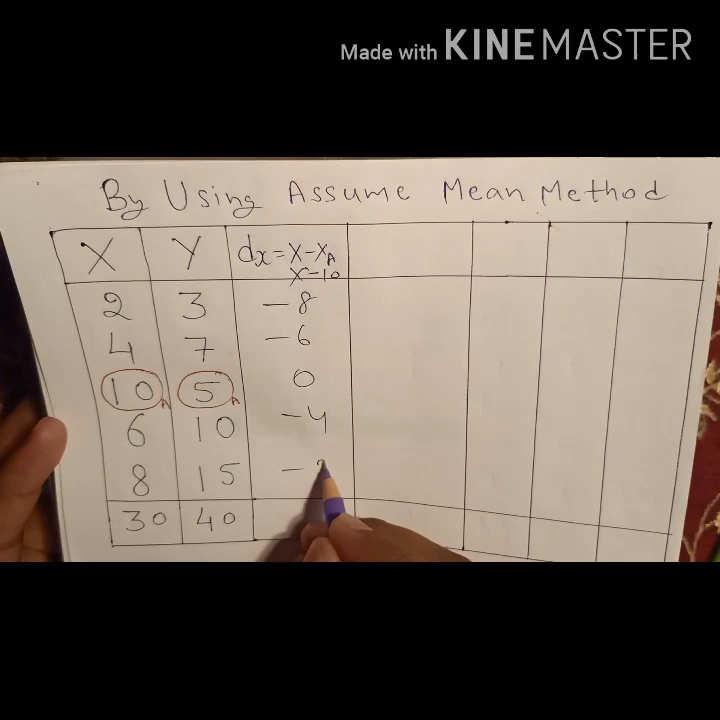 Made with KINEMASTER
By Using Assume Mean Method
X Y dx = X - XA
X - 10
2 3 - 8
4 7 - 6
10 A 5 A 0
6 10 - 4
8 15 -
30 40